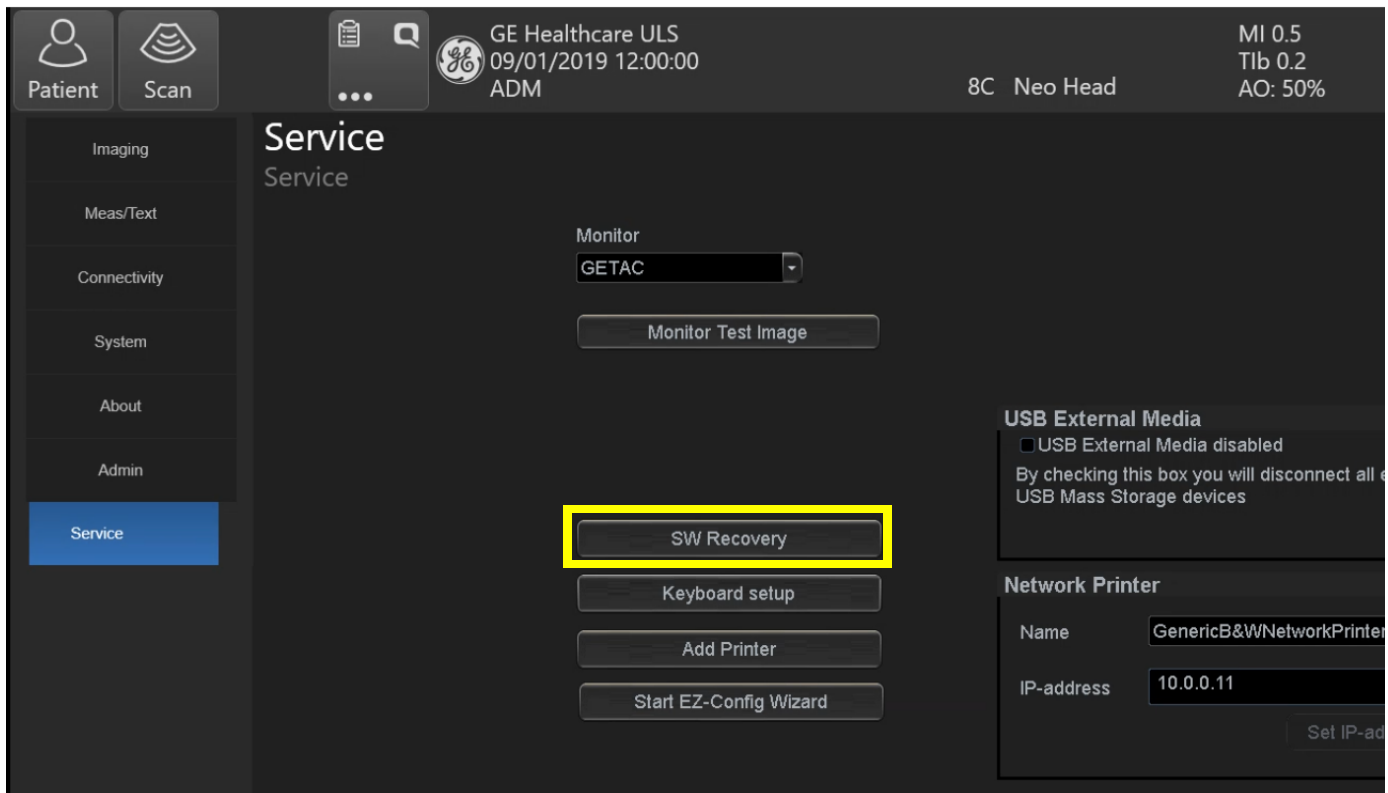 GE Healthcare ULS
09/01/2019 12:00:00
ADM
8C Neo Head
MI 0.5
TIb 0.2
AO: 50%
Patient
Scan
Imaging
Meas/Text
Connectivity
System
About
Admin
Service
Service
Service
Monitor
GETAC
Monitor Test Image
SW Recovery
Keyboard setup
Add Printer
Start EZ-Config Wizard
USB External Media
USB External Media disabled
By checking this box you will disconnect all e
USB Mass Storage devices
Network Printer
Name
GenericB&WNetworkPrinter
IP-address
10.0.0.11
Set IP-ad